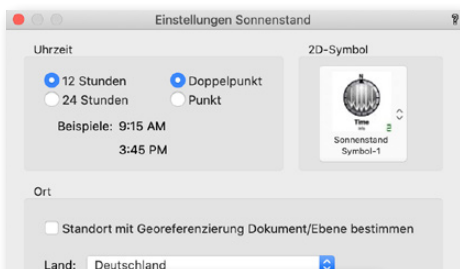 Einstellungen Sonnenstand
?
Uhrzeit
2D-Symbol
12 Stunden
Doppelpunkt
24 Stunden
Punkt
Beispiele: 9:15 AM
3:45 PM
N
Time
Sonnenstand
Symbol-1
Ort
Standort mit Georeferenzierung Dokument/Ebene bestimmen
Land: Deutschland